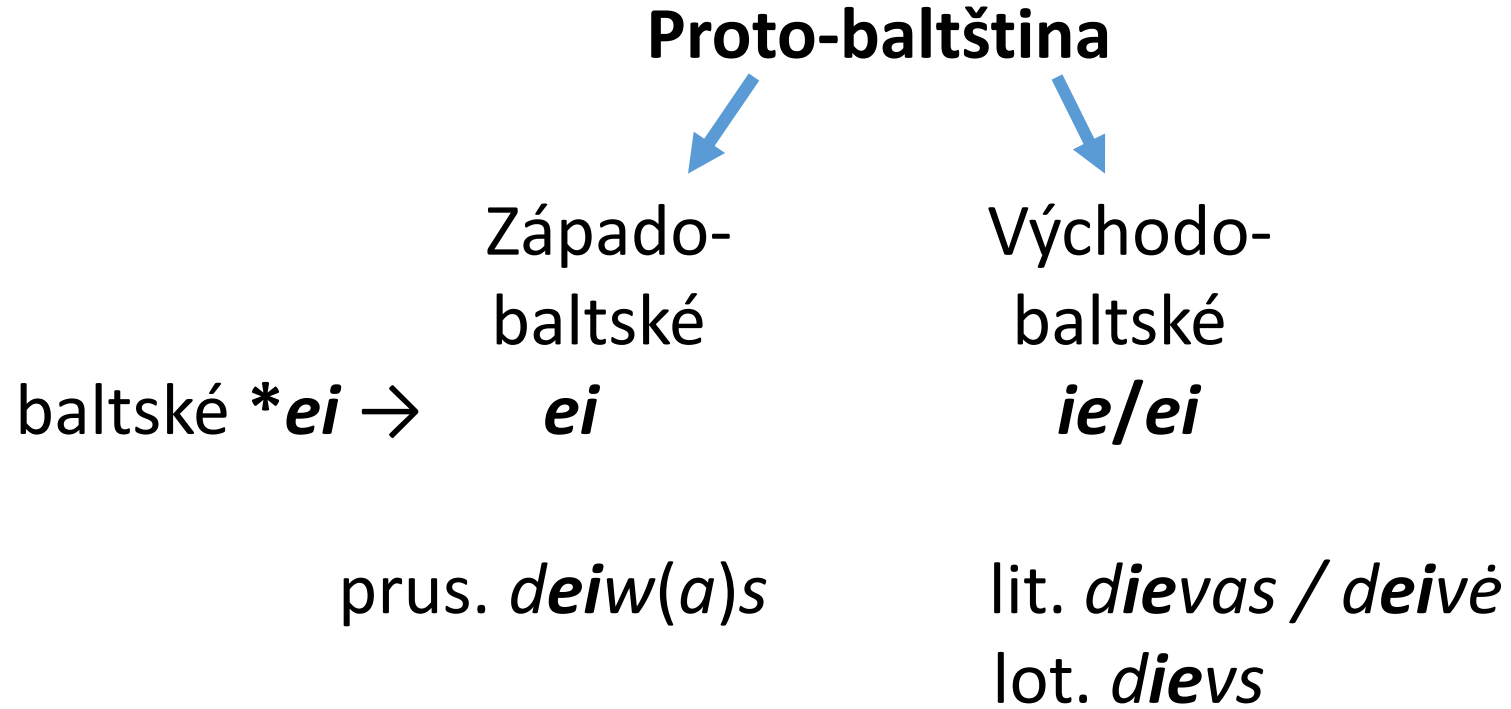 Proto-baltština
Západo- Východo-
baltské baltské
baltské *ei → ei ie/ei
prus. deiw(a)s lit. dievas / deivė
lot. dievs